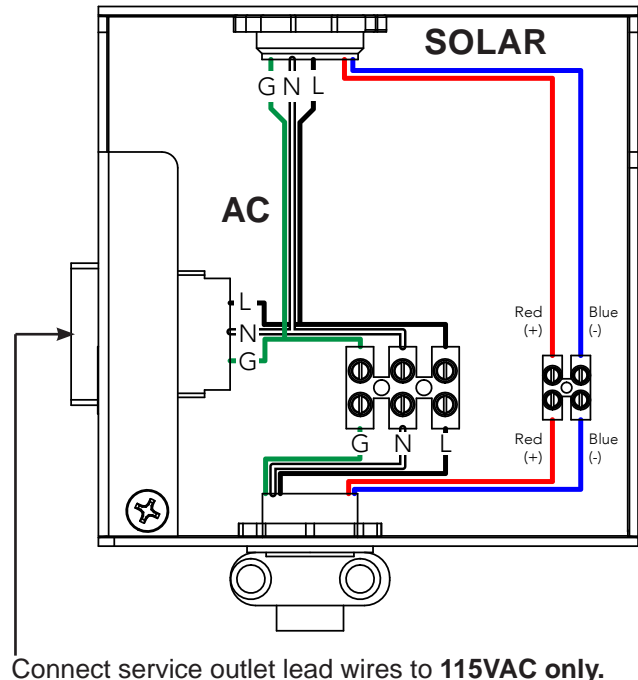 SOLAR
G N L
AC
L
N
G
Red
(+)
Blue
(-)
G N L
Red
(+)
Blue
(-)
Connect service outlet lead wires to 115VAC only.